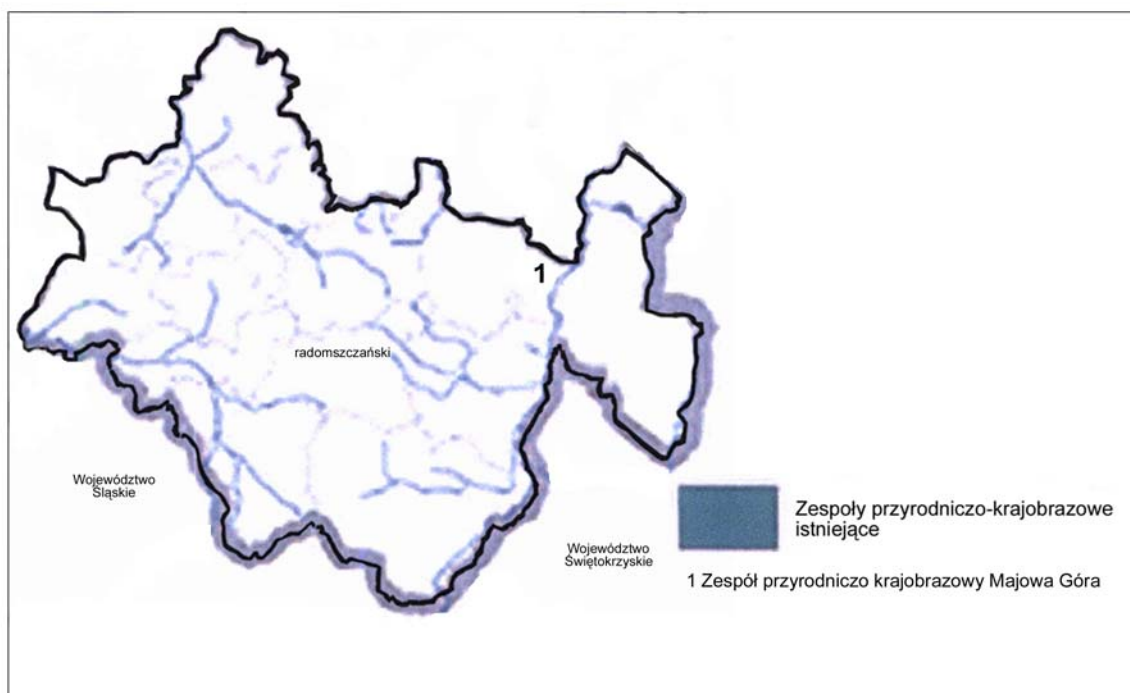 1
radomszczański
Województwo
Śląskie
Województwo
Świętokrzyskie
Zespoły przyrodniczo-krajobrazowe
istniejące
1 Zespół przyrodniczo krajobrazowy Majowa Góra